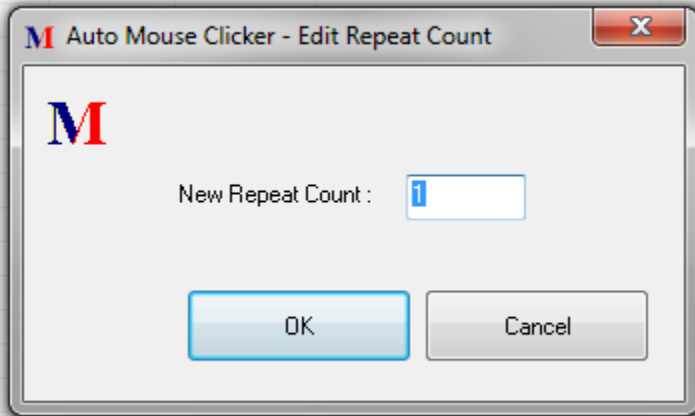 M Auto Mouse Clicker - Edit Repeat Count X
M
New Repeat Count : 1
OK Cancel